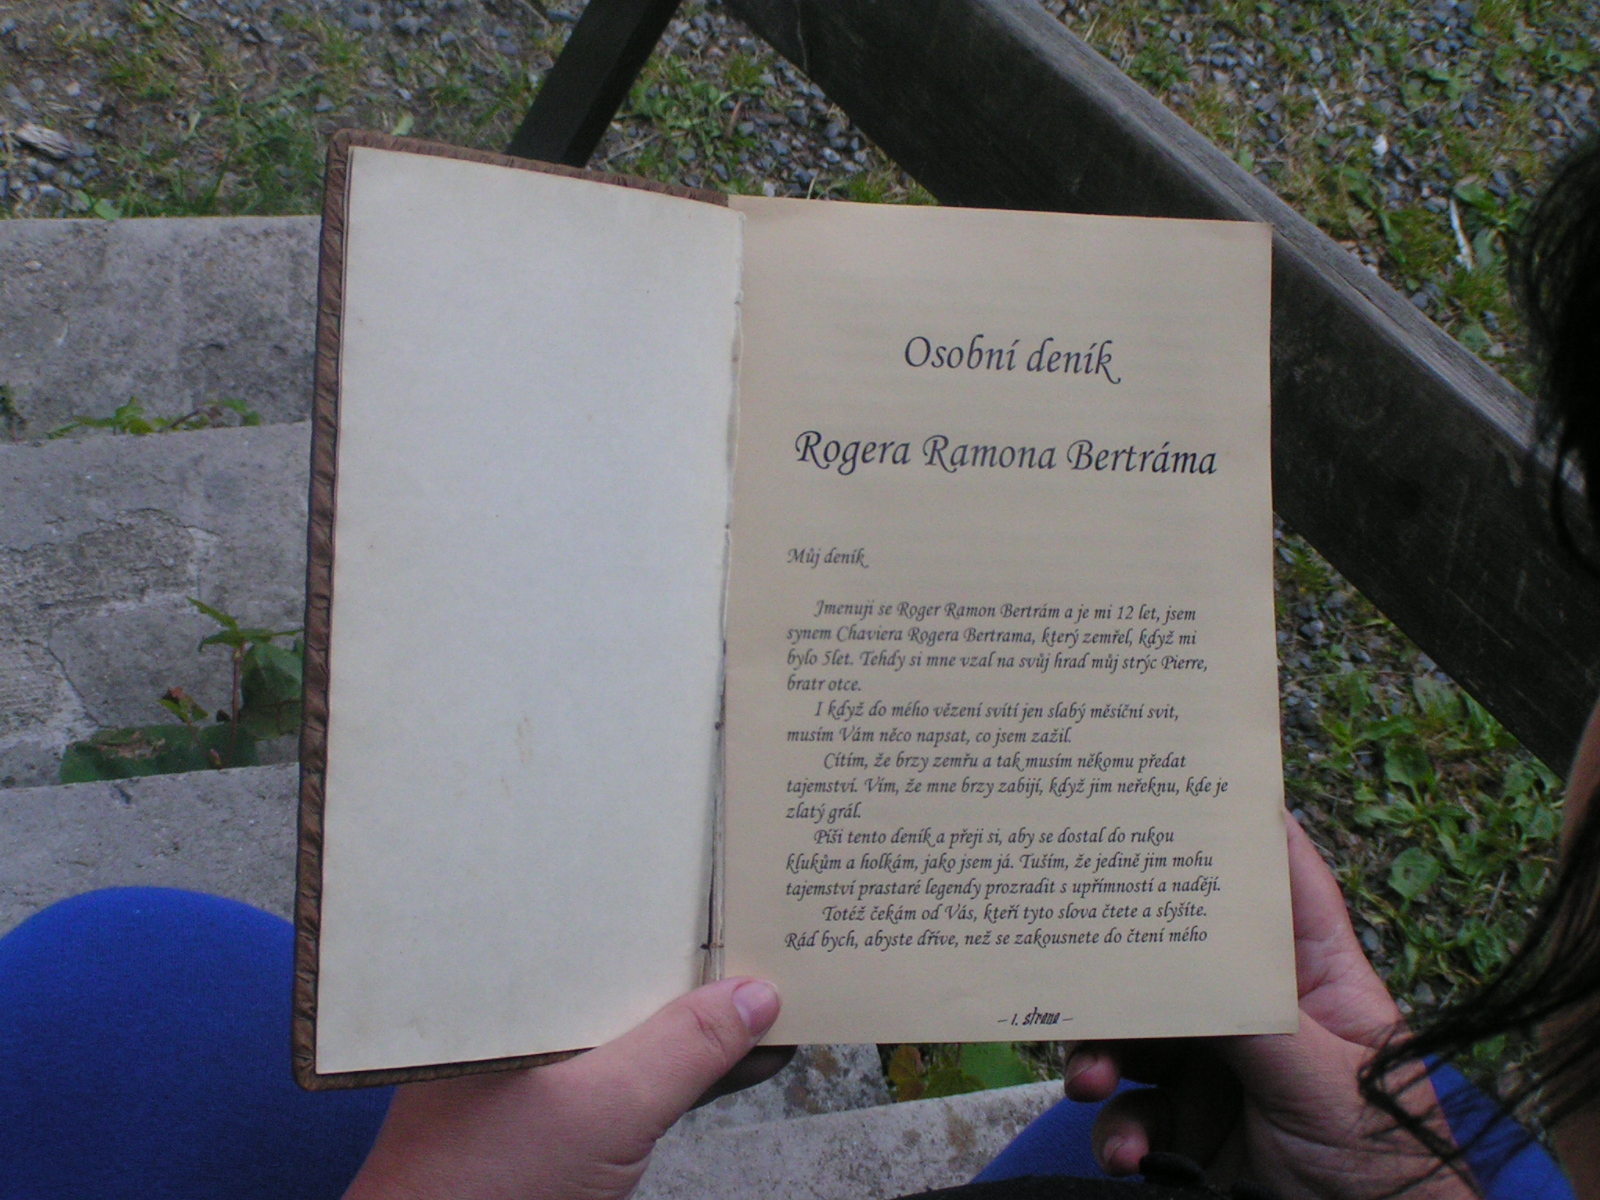 Osobní deník
Rogera Ramona Bertráma
Můj deník
Jmenuji se Roger Ramon Bertrám a je mi 12 let, jsem
synem Chaviera Rogera Bertrama, který zemřel, když mi
bylo 5let. Tehdy si mne vzal na svůj hrad můj strýc Pierre,
bratr otce.
I když do mého vězení svítí jen slabý měsíční svit,
musím Vám něco napsat, co jsem zažil.
Cítím, že brzy zemřu a tak musím někomu předat
tajemství. Vím, že mne brzy zabijí, když jim neřeknu, kde je
zlatý grál.
Píši tento deník a přeji si, aby se dostal do rukou
klukům a holkám, jako jsem já. Tuším, že jedině jim mohu
tajemství prastaré legendy prozradit s upřímností a nadějí.
Totéž čekám od Vás, kteří tyto slova čtete a slyšíte.
Rád bych, abyste dříve, než se zakousnete do čtení mého
– 1. strana –